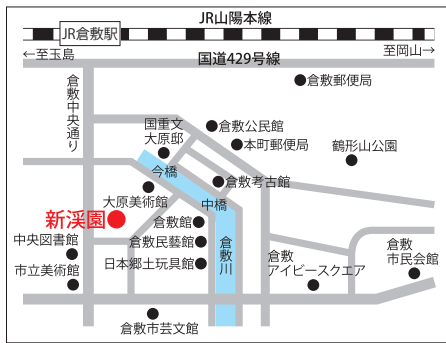 JR山陽本線
JR倉敷駅
←至玉島
国道429号線
至岡山→
倉敷中央通り
倉敷郵便局
国重文
大原邸
倉敷公民館
本町郵便局
鶴形山公園
今橋
倉敷考古館
大原美術館
中橋
新渓園
倉敷館
中央図書館
倉敷民藝館
倉敷川
市立美術館
日本郷土玩具館
倉敷
アイビースクエア
倉敷
市民会館
倉敷市芸文館